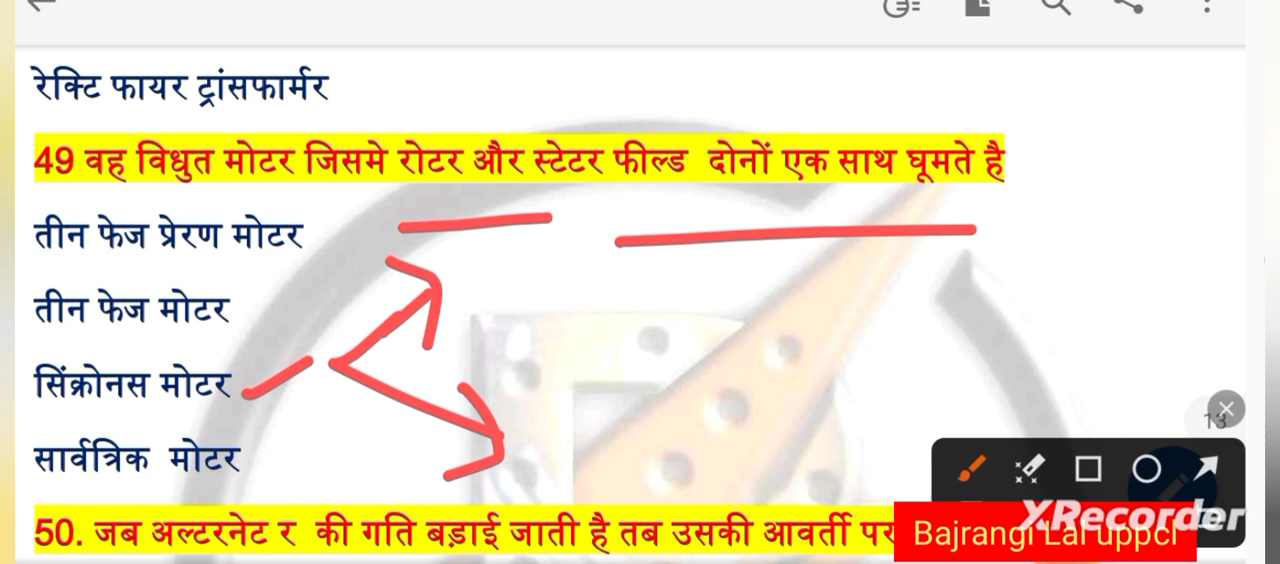 रेक्टि फायर ट्रांसफार्मर
49 वह विधुत मोटर जिसमे रोटर और स्टेटर फील्ड दोनों एक साथ घूमते है
तीन फेज प्रेरण मोटर
तीन फेज मोटर
सिंक्रोनस मोटर
सार्वत्रिक मोटर
13
50. जब अल्टरनेट र की गति बड़ाई जाती है तब उसकी आवर्ती पर
XRecorder
Bajrangi Lal uppcl